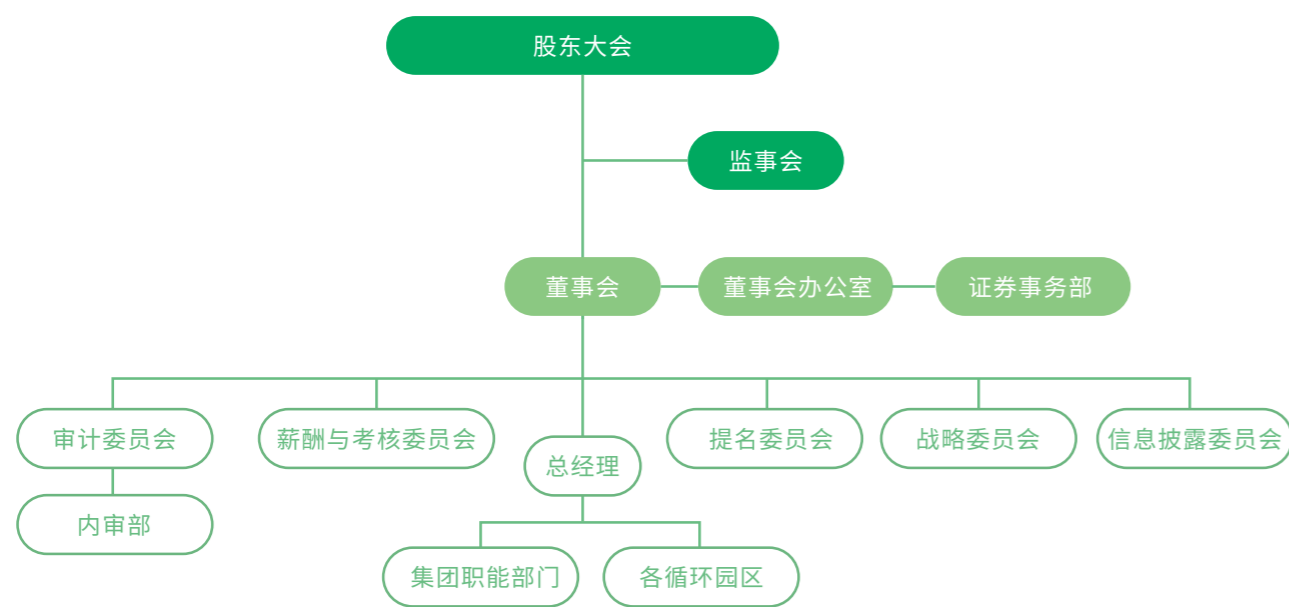 股东大会
监事会
董事会
董事会办公室
证券事务部
审计委员会
薪酬与考核委员会
总经理
提名委员会
战略委员会
信息披露委员会
内审部
集团职能部门
各循环园区